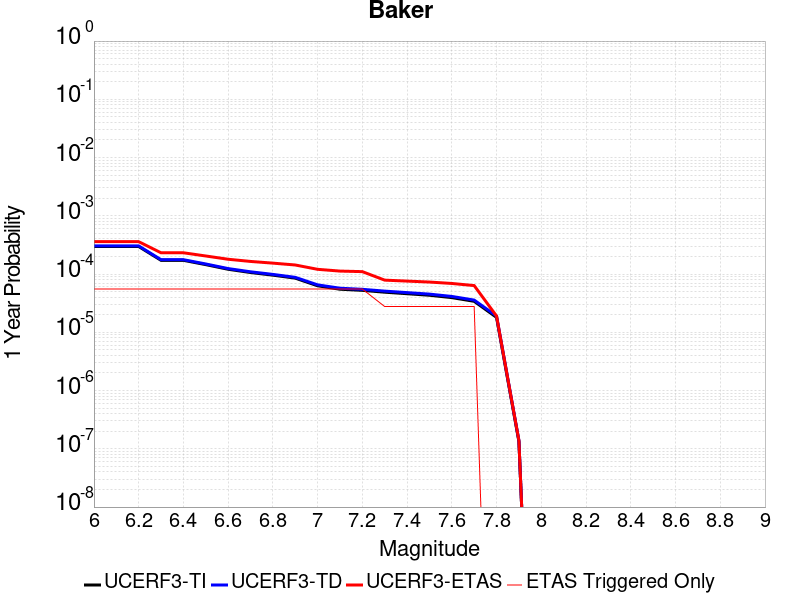 Baker
10^0
10^-1
10^-2
10^-3
10^-4
10^-5
10^-6
10^-7
10^-8
1 Year Probability
6 6.2 6.4 6.6 6.8 7 7.2 7.4 7.6 7.8 8 8.2 8.4 8.6 8.8 9
Magnitude
UCERF3-TI UCERF3-TD UCERF3-ETAS ETAS Triggered Only